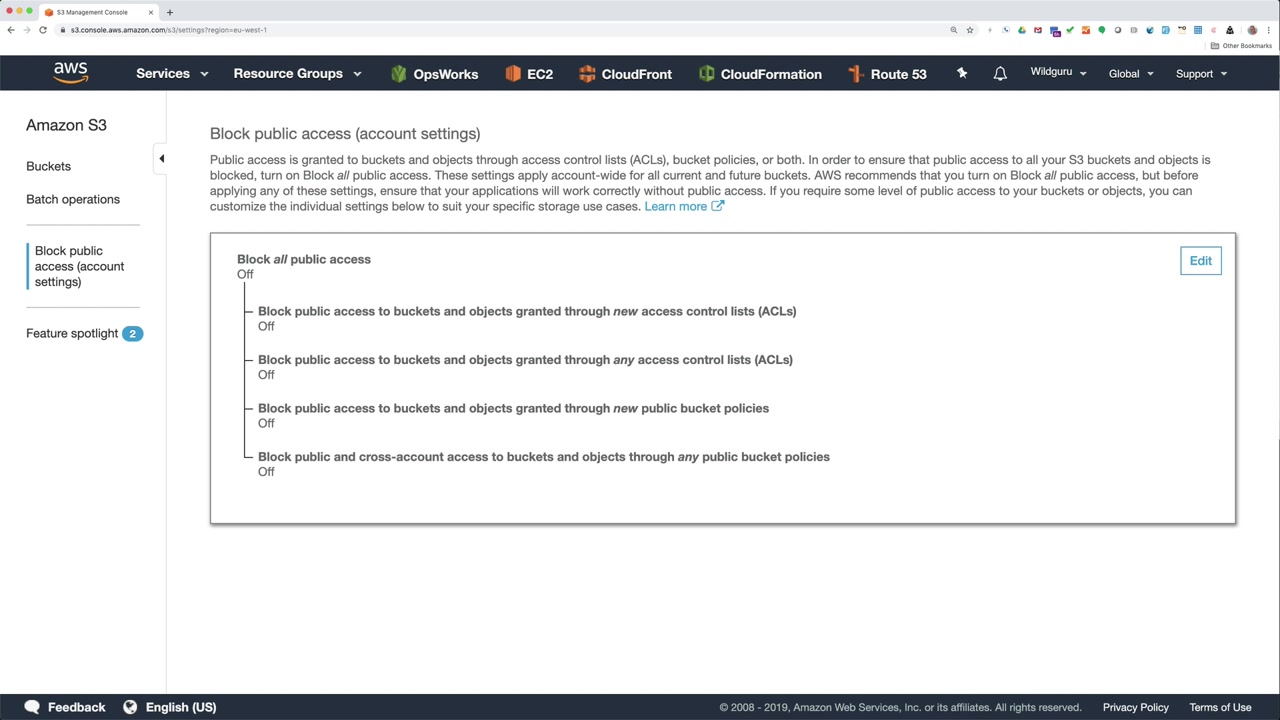 S3 Management Console
s3.console.aws.amazon.com/s3/settings?region=eu-west-1
Other Bookmarks
aws
Services
Resource Groups
OpsWorks
EC2
CloudFront
CloudFormation
Route 53
Wildguru
Global
Support
Amazon S3
Buckets
Batch operations
Block public
access (account
settings)
Feature spotlight 2
Block public access (account settings)
Public access is granted to buckets and objects through access control lists (ACLs), bucket policies, or both. In order to ensure that public access to all your S3 buckets and objects is
blocked, turn on Block all public access. These settings apply account-wide for all current and future buckets. AWS recommends that you turn on Block all public access, but before
applying any of these settings, ensure that your applications will work correctly without public access. If you require some level of public access to your buckets or objects, you can
customize the individual settings below to suit your specific storage use cases. Learn more
Block all public access
Off
Edit
Block public access to buckets and objects granted through new access control lists (ACLs)
Off
Block public access to buckets and objects granted through any access control lists (ACLs)
Off
Block public access to buckets and objects granted through new public bucket policies
Off
Block public and cross-account access to buckets and objects through any public bucket policies
Off
Feedback
English (US)
© 2008 - 2019, Amazon Web Services, Inc. or its affiliates. All rights reserved.
Privacy Policy
Terms of Use